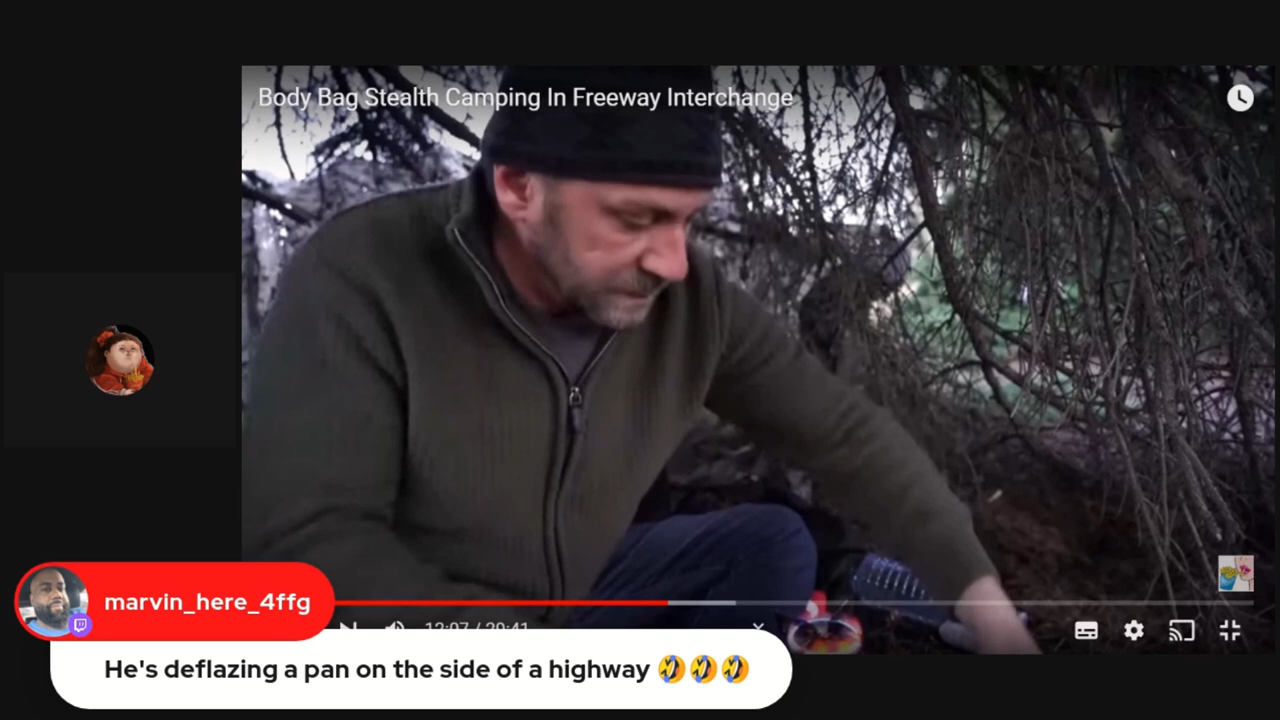 Body Bag Stealth Camping In Freeway Interchange
marvin_here_4ffg
12:07 / 29:41
He's deflazing a pan on the side of a highway 🤣🤣🤣